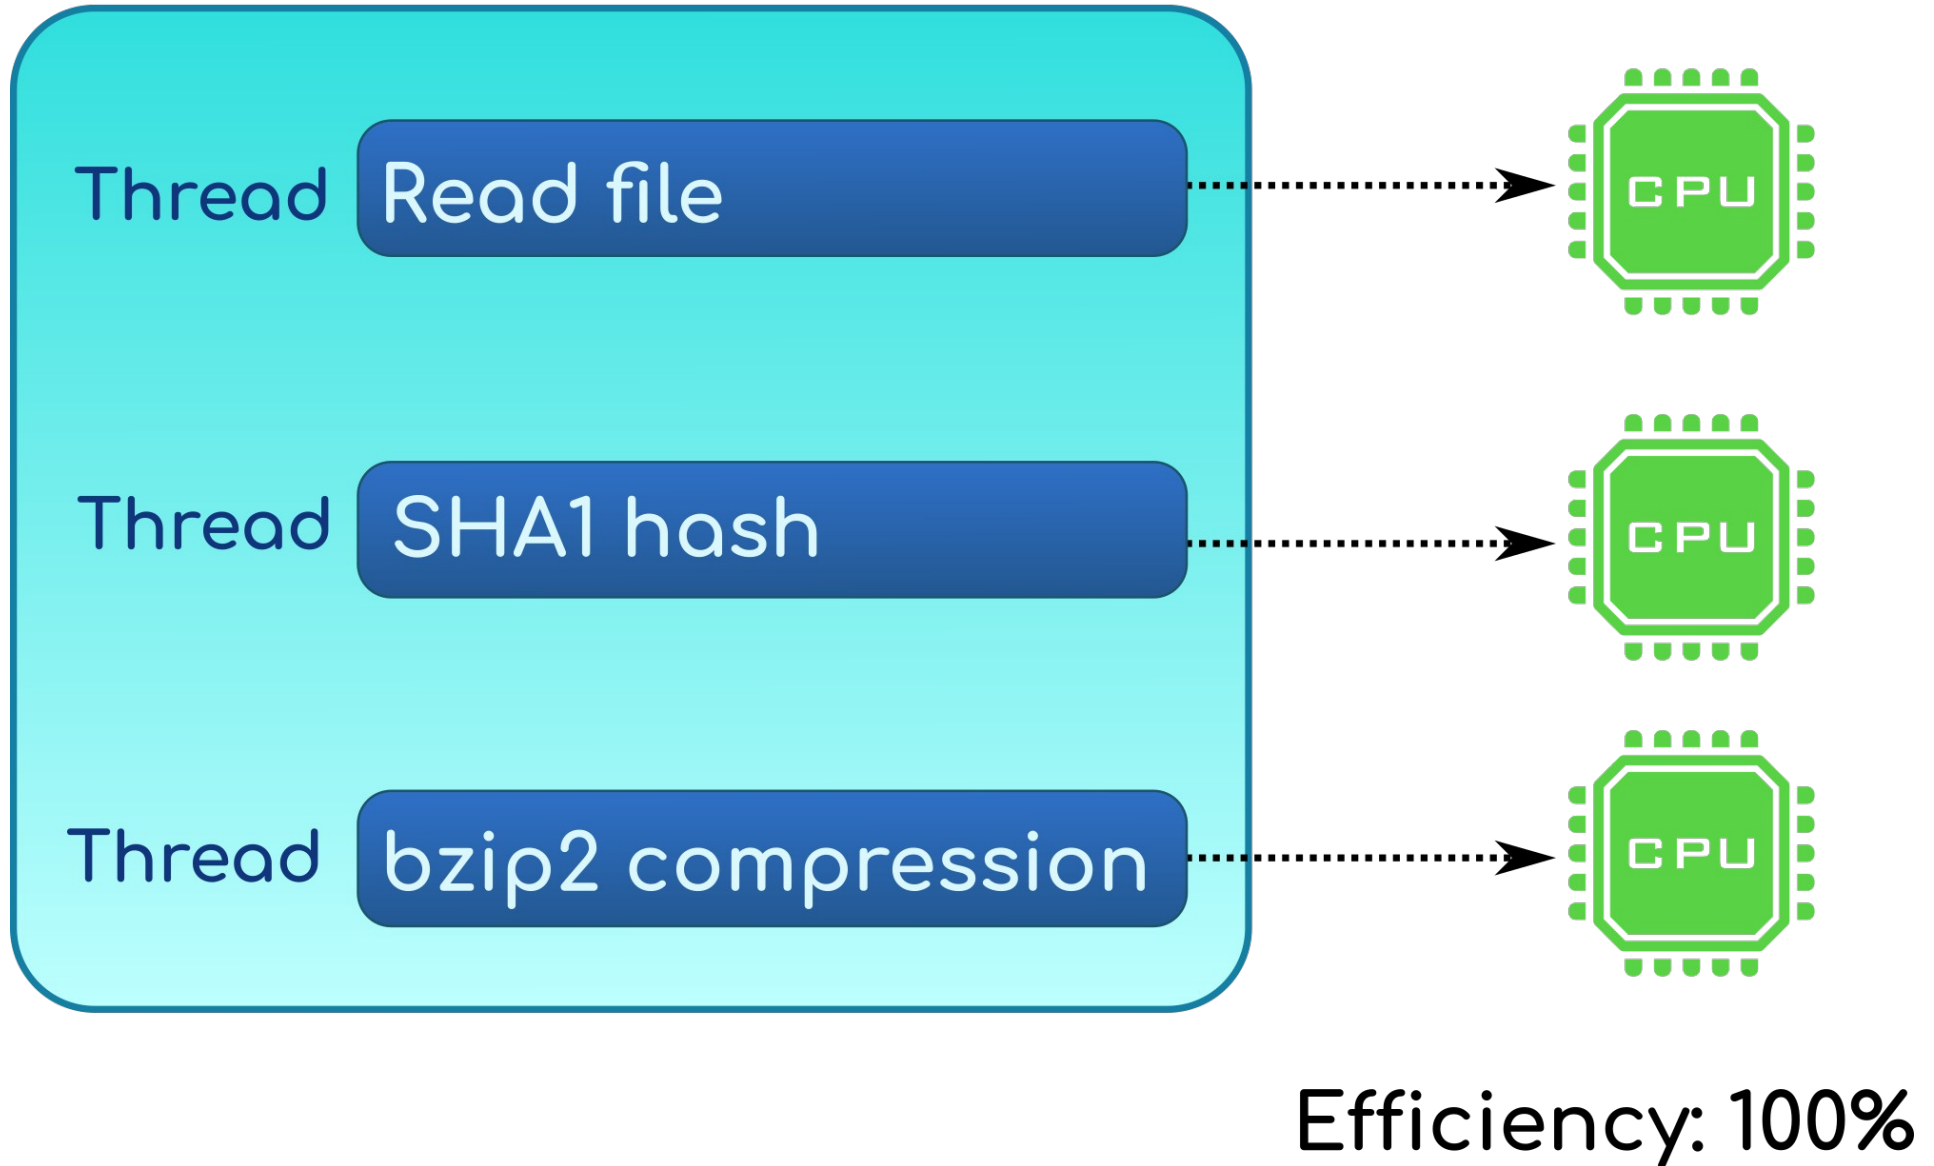 Thread Read file CPU
Thread SHA1 hash CPU
Thread bzip2 compression CPU
Efficiency: 100%